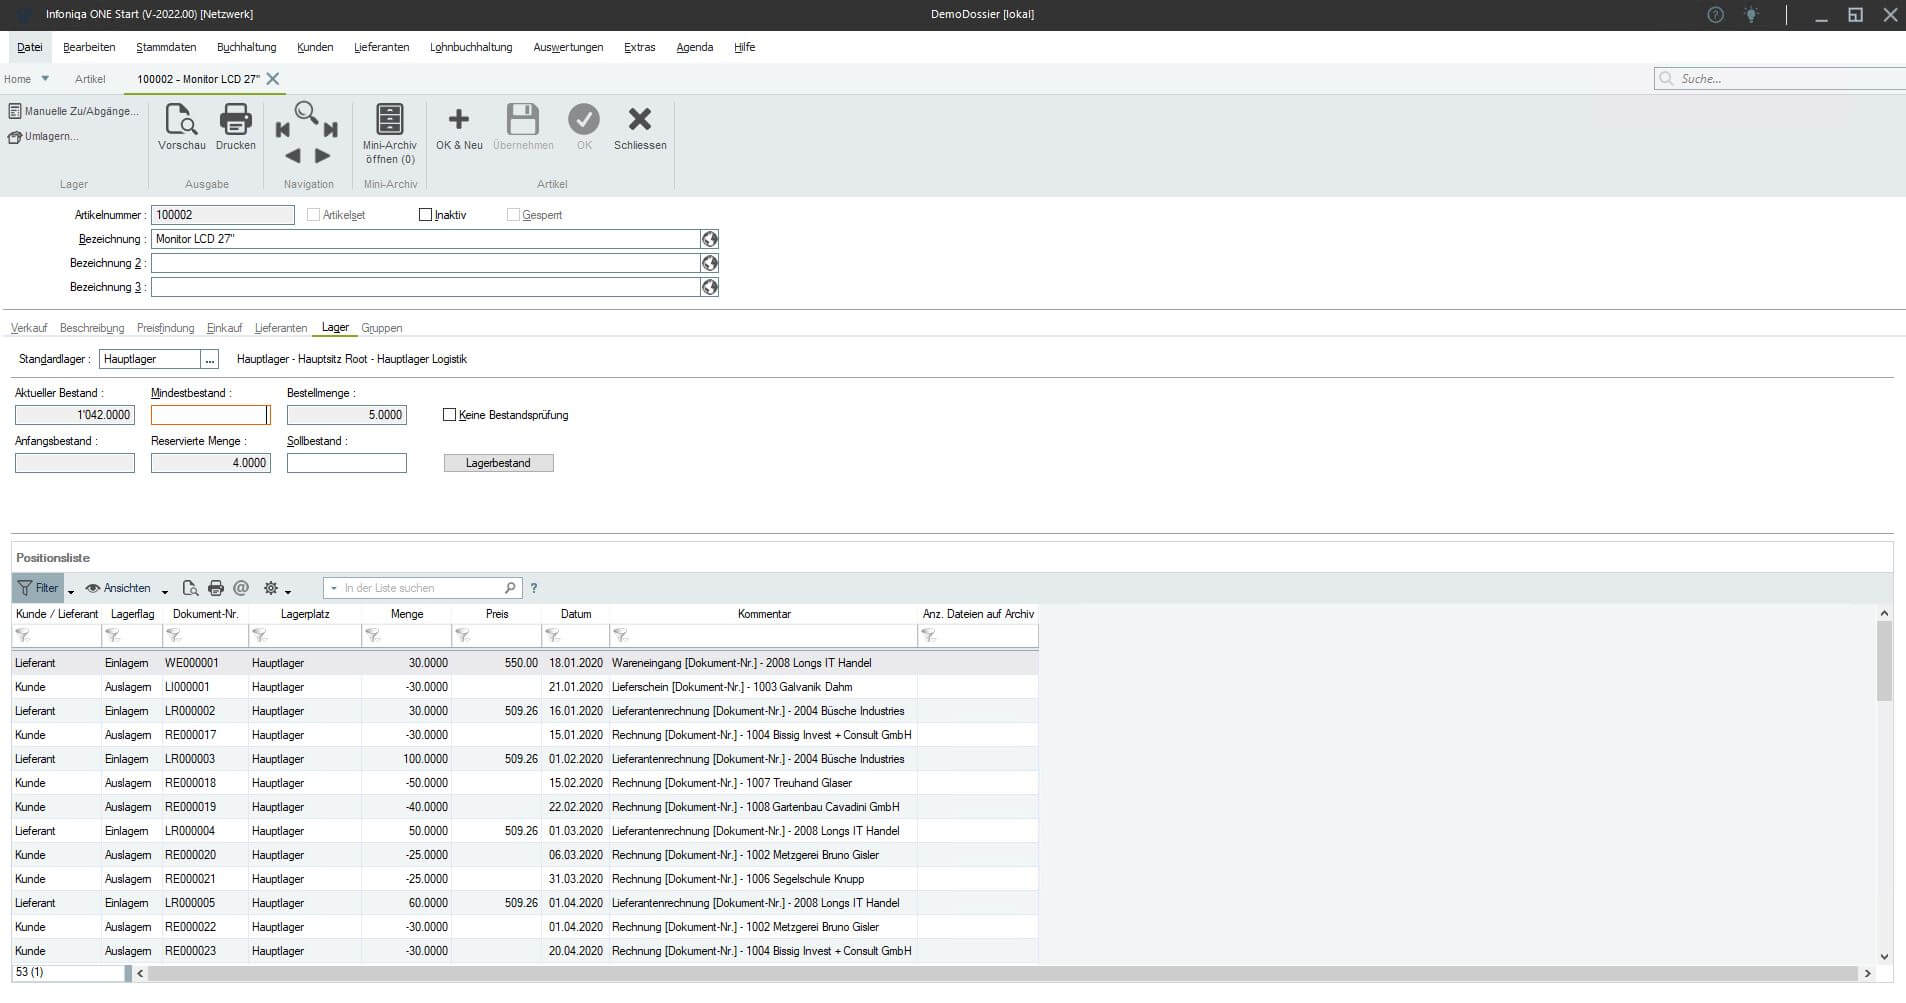 Infoniqa ONE Start (V-2022.00) [Netzwerk] DemoDossier [lokal]
Datei Bearbeiten Stammdaten Buchhaltung Kunden Lieferanten Lohnbuchhaltung Auswertungen Extras Agenda Hilfe
Home Artikel 100002 - Monitor LCD 27" Suche...
Manuelle Zu/Abgänge...
Umlagern...
Vorschau Drucken Mini-Archiv öffnen (0) OK & Neu Übernehmen OK Schliessen
Lager Ausgabe Navigation Mini-Archiv Artikel
Artikelnummer : 100002 Artikelset Inaktiv Gesperrt
Bezeichnung : Monitor LCD 27"
Bezeichnung 2 :
Bezeichnung 3 :
Verkauf Beschreibung Preisfindung Einkauf Lieferanten Lager Gruppen
Standardlager : Hauptlager ... Hauptlager - Hauptsitz Root - Hauptlager Logistik
Aktueller Bestand : Mindestbestand : Bestellmenge :
1'042.0000 5.0000 Keine Bestandsprüfung
Anfangsbestand : Reservierte Menge : Sollbestand :
4.0000 Lagerbestand
Positionsliste
Filter Ansichten @ In der Liste suchen ?
Kunde / Lieferant Lagerflag Dokument-Nr. Lagerplatz Menge Preis Datum Kommentar Anz. Dateien auf Archiv
Lieferant Einlagern WE000001 Hauptlager 30.0000 550.00 18.01.2020 Wareneingang [Dokument-Nr.] - 2008 Longs IT Handel
Kunde Auslagern LI000001 Hauptlager -30.0000 21.01.2020 Lieferschein [Dokument-Nr.] - 1003 Galvanik Dahm
Lieferant Einlagern LR000002 Hauptlager 30.0000 509.26 16.01.2020 Lieferantenrechnung [Dokument-Nr.] - 2004 Büsche Industries
Kunde Auslagern RE000017 Hauptlager -30.0000 15.01.2020 Rechnung [Dokument-Nr.] - 1004 Bissig Invest + Consult GmbH
Lieferant Einlagern LR000003 Hauptlager 100.0000 509.26 01.02.2020 Lieferantenrechnung [Dokument-Nr.] - 2004 Büsche Industries
Kunde Auslagern RE000018 Hauptlager -50.0000 15.02.2020 Rechnung [Dokument-Nr.] - 1007 Treuhand Glaser
Kunde Auslagern RE000019 Hauptlager -40.0000 22.02.2020 Rechnung [Dokument-Nr.] - 1008 Gartenbau Cavadini GmbH
Lieferant Einlagern LR000004 Hauptlager 50.0000 509.26 01.03.2020 Lieferantenrechnung [Dokument-Nr.] - 2008 Longs IT Handel
Kunde Auslagern RE000020 Hauptlager -25.0000 06.03.2020 Rechnung [Dokument-Nr.] - 1002 Metzgerei Bruno Gisler
Kunde Auslagern RE000021 Hauptlager -25.0000 31.03.2020 Rechnung [Dokument-Nr.] - 1006 Segelschule Knupp
Lieferant Einlagern LR000005 Hauptlager 60.0000 509.26 01.04.2020 Lieferantenrechnung [Dokument-Nr.] - 2008 Longs IT Handel
Kunde Auslagern RE000022 Hauptlager -30.0000 01.04.2020 Rechnung [Dokument-Nr.] - 1002 Metzgerei Bruno Gisler
Kunde Auslagern RE000023 Hauptlager -30.0000 20.04.2020 Rechnung [Dokument-Nr.] - 1004 Bissig Invest + Consult GmbH
53 (1)